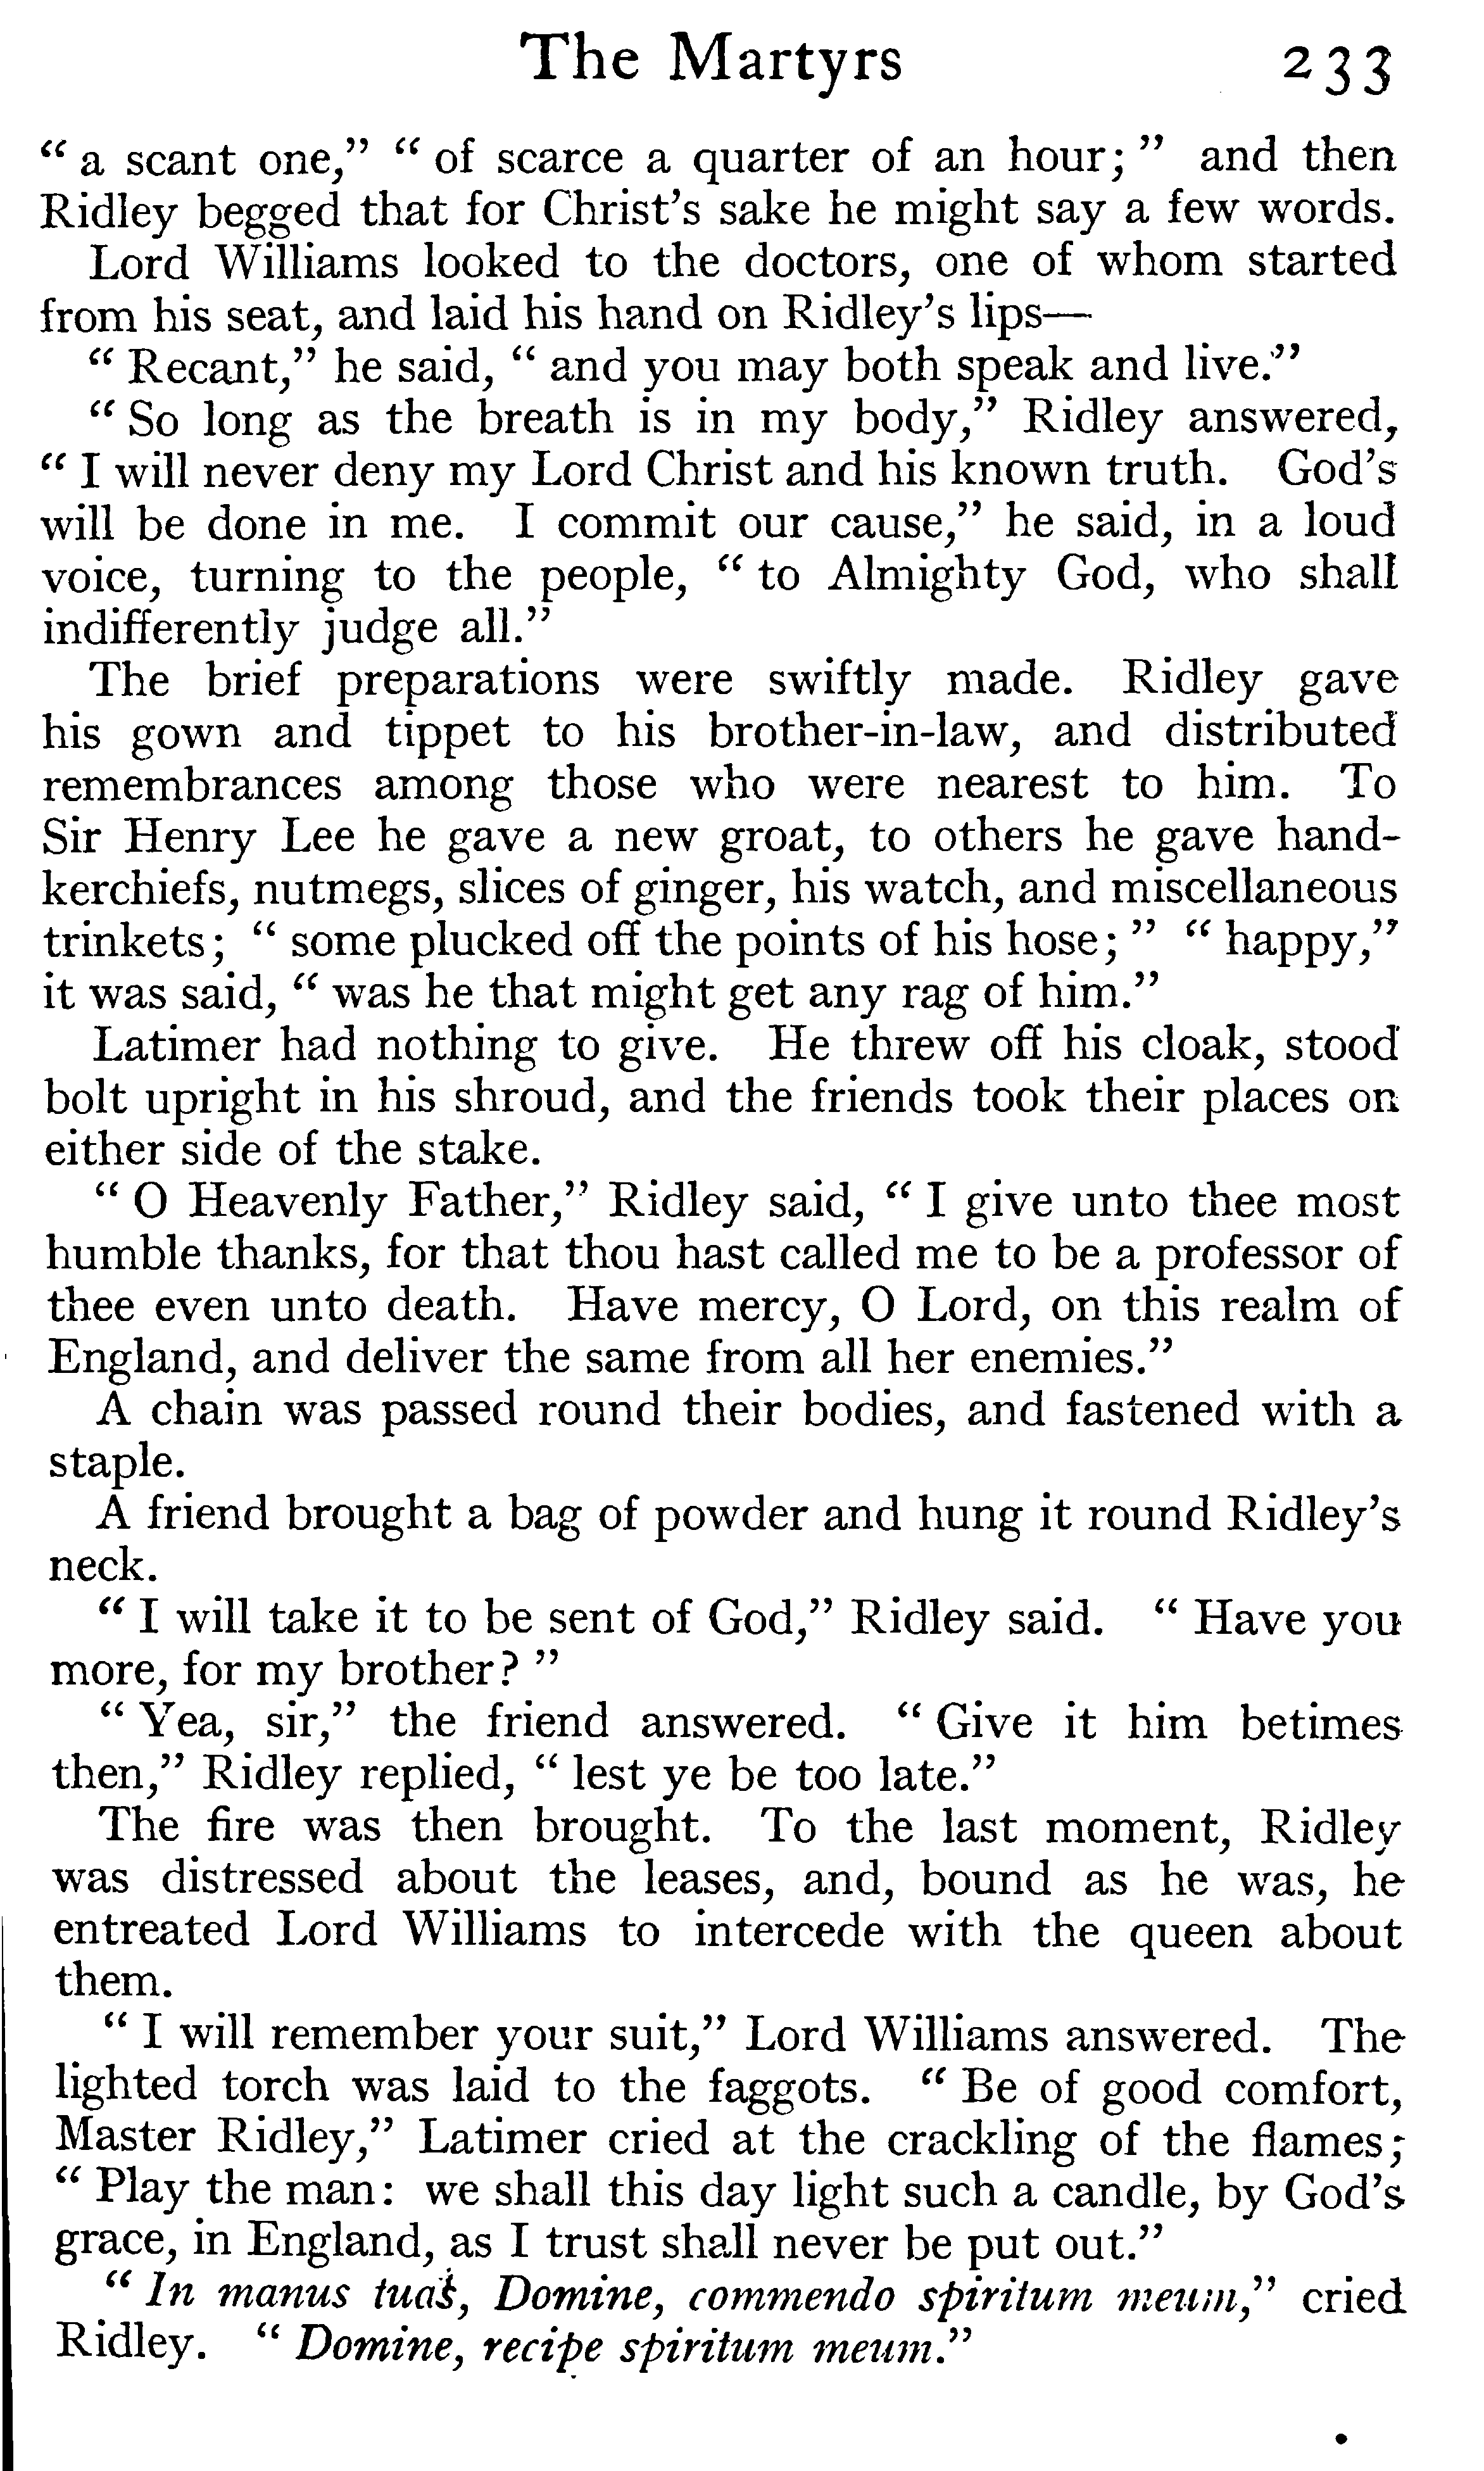 The Martyrs 233
“ a scant one,” “ of scarce a quarter of an hour; ” and then
Ridley begged that for Christ’s sake he might say a few words.
Lord Williams looked to the doctors, one of whom started
from his seat, and laid his hand on Ridley’s lips—
“ Recant,” he said, “ and you may both speak and live.”
“ So long as the breath is in my body,” Ridley answered,
“ I will never deny my Lord Christ and his known truth. God’s
will be done in me. I commit our cause,” he said, in a loud
voice, turning to the people, “ to Almighty God, who shall
indifferently judge all.”
The brief preparations were swiftly made. Ridley gave
his gown and tippet to his brother-in-law, and distributed
remembrances among those who were nearest to him. To
Sir Henry Lee he gave a new groat, to others he gave hand-
kerchiefs, nutmegs, slices of ginger, his watch, and miscellaneous
trinkets; “ some plucked off the points of his hose; ” “ happy,”
it was said, “ was he that might get any rag of him.”
Latimer had nothing to give. He threw off his cloak, stood
bolt upright in his shroud, and the friends took their places on
either side of the stake.
“ O Heavenly Father,” Ridley said, “ I give unto thee most
humble thanks, for that thou hast called me to be a professor of
thee even unto death. Have mercy, O Lord, on this realm of
England, and deliver the same from all her enemies.”
A chain was passed round their bodies, and fastened with a
staple.
A friend brought a bag of powder and hung it round Ridley’s
neck.
“ I will take it to be sent of God,” Ridley said. “ Have you
more, for my brother? ”
“ Yea, sir,” the friend answered. “ Give it him betimes
then,” Ridley replied, “ lest ye be too late.”
The fire was then brought. To the last moment, Ridley
was distressed about the leases, and, bound as he was, he
entreated Lord Williams to intercede with the queen about
them.
“ I will remember your suit,” Lord Williams answered. The
lighted torch was laid to the faggots. “ Be of good comfort,
Master Ridley,” Latimer cried at the crackling of the flames;
“ Play the man: we shall this day light such a candle, by God’s
grace, in England, as I trust shall never be put out.”
“ In manus tuas, Domine, commendo spiritum meum,” cried
Ridley. “ Domine, recipe spiritum meum.”